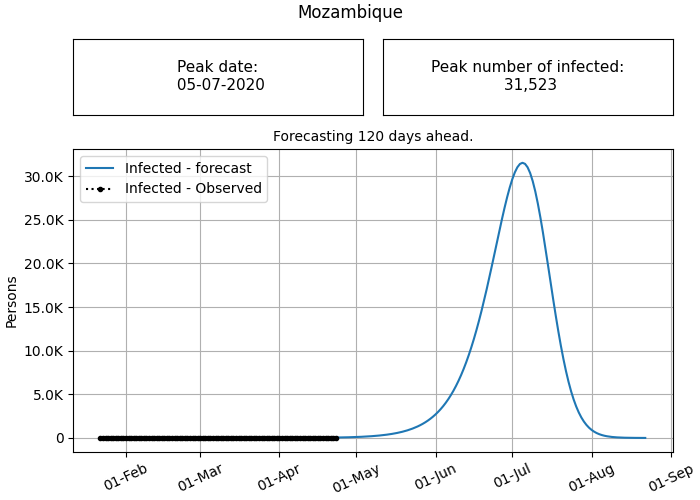 Mozambique
Peak date:
05-07-2020
Peak number of infected:
31,523
Forecasting 120 days ahead.
Infected - forecast
Infected - Observed
30.0K
25.0K
20.0K
15.0K
10.0K
5.0K
0
Persons
01-Feb
01-Mar
01-Apr
01-May
01-Jun
01-Jul
01-Aug
01-Sep